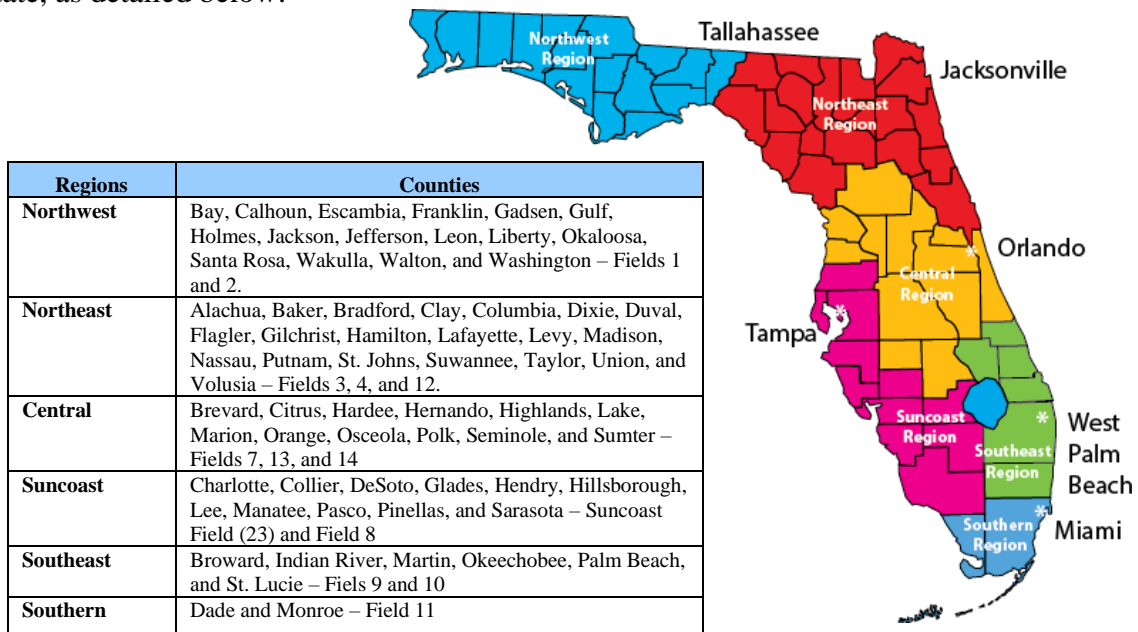 ate, as detailed below.
Tallahassee
Northwest
Region
Jacksonville
Northeast
Region
Orlando
Central
Region
Tampa
Suncoast
Region
West
Palm
Beach
Southeast
Region
Southern
Region
Miami
Regions Counties
Northwest Bay, Calhoun, Escambia, Franklin, Gadsen, Gulf,
Holmes, Jackson, Jefferson, Leon, Liberty, Okaloosa,
Santa Rosa, Wakulla, Walton, and Washington – Fields 1
and 2.
Northeast Alachua, Baker, Bradford, Clay, Columbia, Dixie, Duval,
Flagler, Gilchrist, Hamilton, Lafayette, Levy, Madison,
Nassau, Putnam, St. Johns, Suwannee, Taylor, Union, and
Volusia – Fields 3, 4, and 12.
Central Brevard, Citrus, Hardee, Hernando, Highlands, Lake,
Marion, Orange, Osceola, Polk, Seminole, and Sumter –
Fields 7, 13, and 14
Suncoast Charlotte, Collier, DeSoto, Glades, Hendry, Hillsborough,
Lee, Manatee, Pasco, Pinellas, and Sarasota – Suncoast
Field (23) and Field 8
Southeast Broward, Indian River, Martin, Okeechobee, Palm Beach,
and St. Lucie – Fiels 9 and 10
Southern Dade and Monroe – Field 11